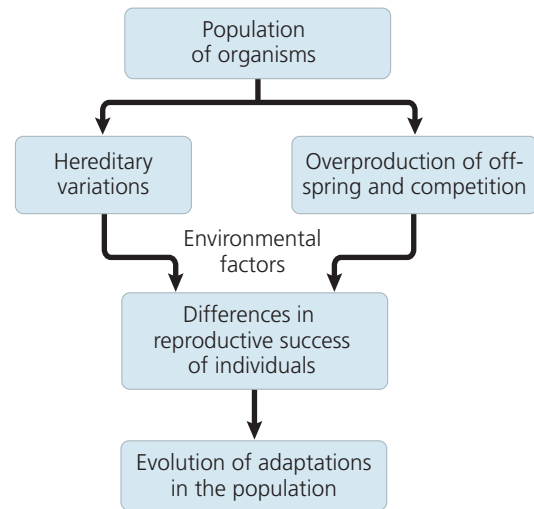 Population
of organisms
Hereditary
variations
Overproduction of off-
spring and competition
Environmental
factors
Differences in
reproductive success
of individuals
Evolution of adaptations
in the population